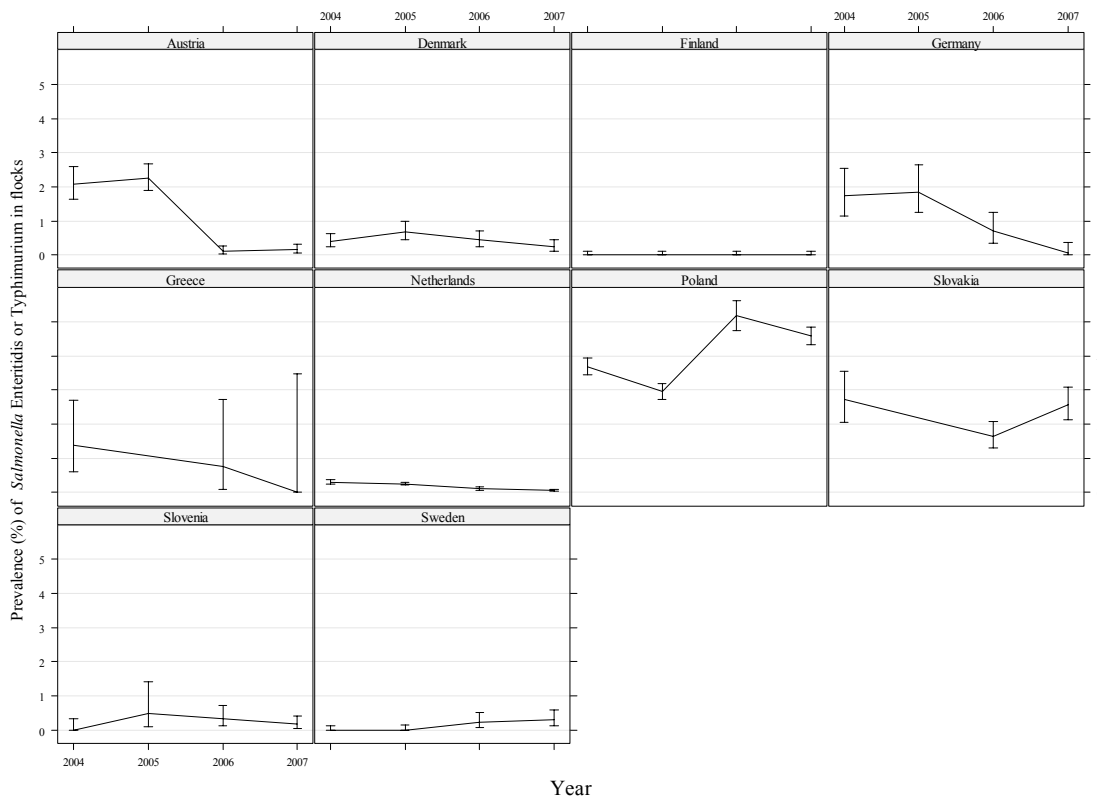 2004 2005 2006 2007 2004 2005 2006 2007
Austria Denmark Finland Germany
5
4
3
2
1
0
Greece Netherlands Poland Slovakia
Slovenia Sweden
5
4
3
2
1
0
2004 2005 2006 2007
Prevalence (%) of Salmonella Enteritidis or Typhimurium in flocks
Year